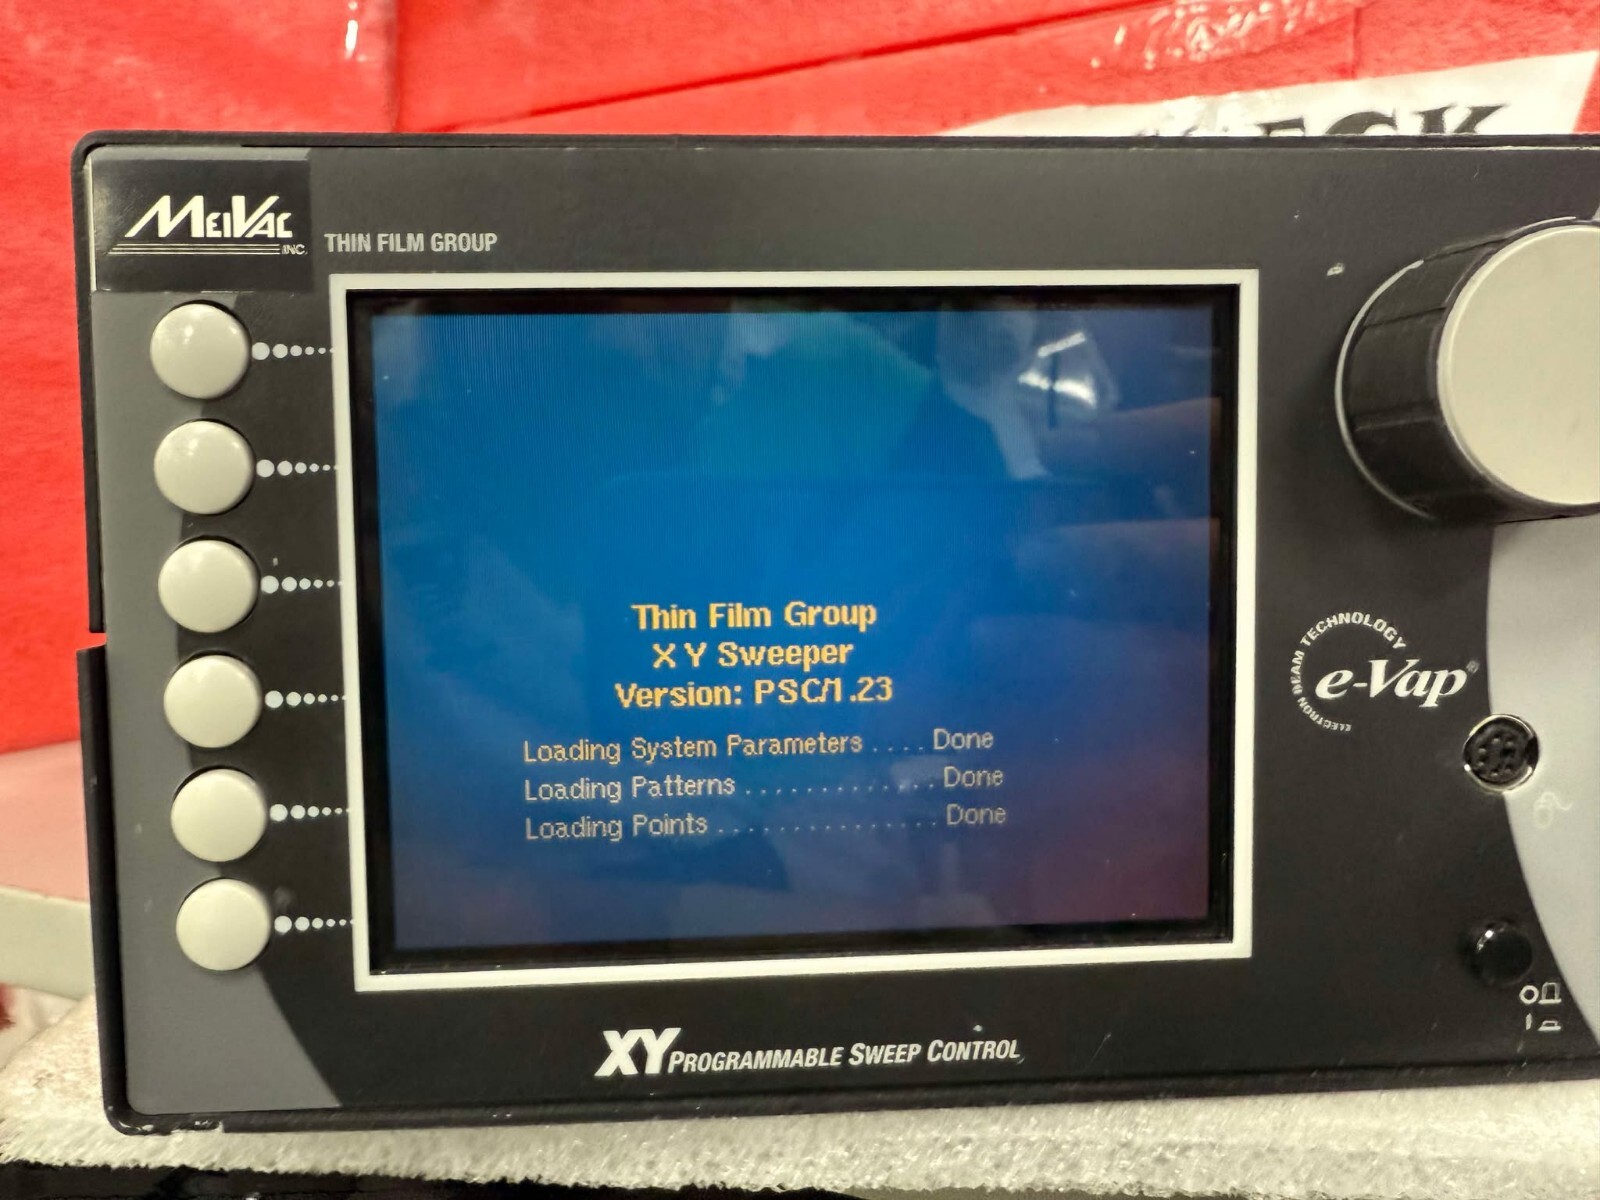 MEIVAC
INC.
THIN FILM GROUP
Thin Film Group
X Y Sweeper
Version: PSC/1.23
Loading System Parameters .... Done
Loading Patterns ............. Done
Loading Points ............... Done
ELECTRON BEAM TECHNOLOGY
e-Vap®
XY PROGRAMMABLE SWEEP CONTROL